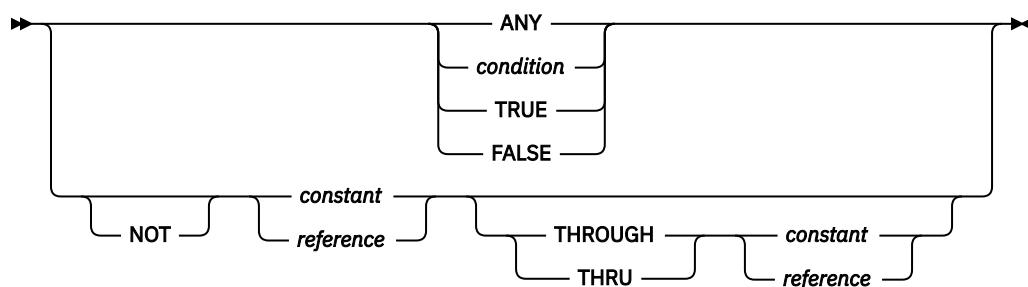 ANY
condition
TRUE
FALSE
constant
NOT reference THROUGH constant
THRU reference